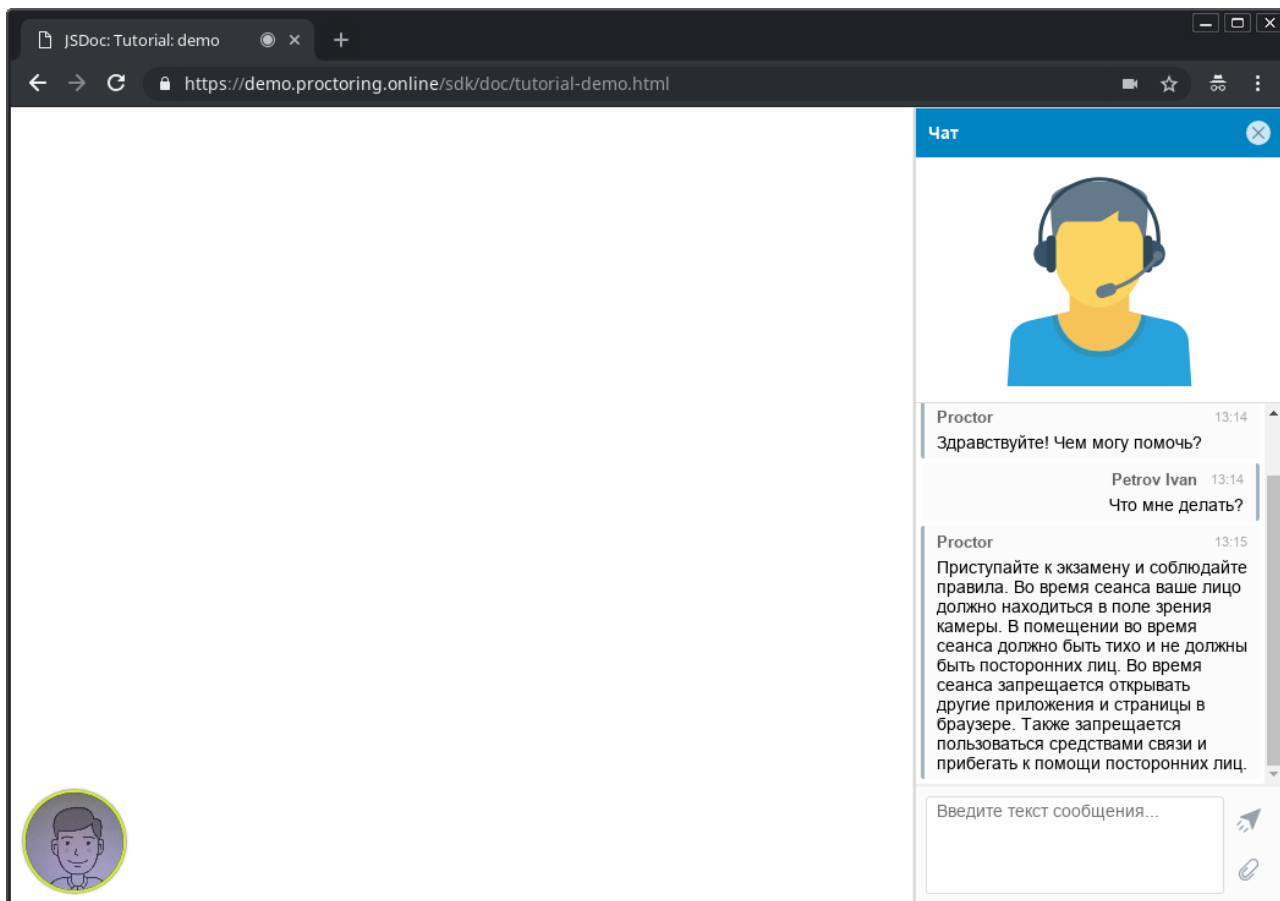 JSDoc: Tutorial: demo
https://demo.proctoring.online/sdk/doc/tutorial-demo.html
Чат
Proctor 13:14
Здравствуйте! Чем могу помочь?
Petrov Ivan 13:14
Что мне делать?
Proctor 13:15
Приступайте к экзамену и соблюдайте
правила. Во время сеанса ваше лицо
должно находиться в поле зрения
камеры. В помещении во время
сеанса должно быть тихо и не должны
быть посторонних лиц. Во время
сеанса запрещается открывать
другие приложения и страницы в
браузере. Также запрещается
пользоваться средствами связи и
прибегать к помощи посторонних лиц.
Введите текст сообщения...